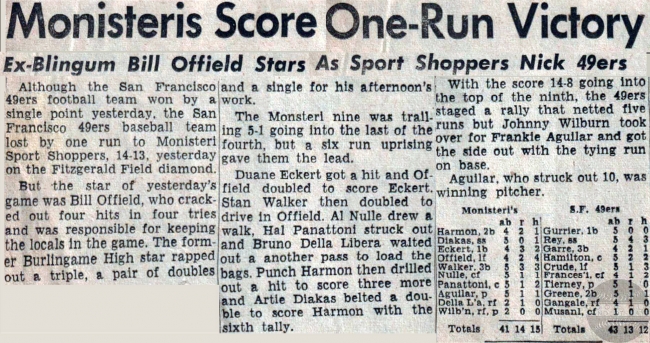 Monisteris Score One-Run Victory
Ex-Blingum Bill Offield Stars As Sport Shoppers Nick 49ers
Although the San Francisco
49ers football team won by a
single point yesterday, the San
Francisco 49ers baseball team
lost by one run to Monisteri
Sport Shoppers, 14-13, yesterday
on the Fitzgerald Field diamond.
But the star of yesterday's
game was Bill Offield, who crack-
ed out four hits in four tries
and was responsible for keeping
the locals in the game. The form-
er Burlingame High star rapped
out a triple, a pair of doubles
and a single for his afternoon's
work.
The Monsteri nine was trail-
ing 5-1 going into the last of the
fourth, but a six run uprising
gave them the lead.
Duane Eckert got a hit and Of-
field doubled to score Eckert.
Stan Walker then doubled to
drive in Offield. Al Nulle drew a
walk, Hal Panattoni struck out
and Bruno Della Libera waited
out a another pass to load the
bags. Punch Harmon then drilled
out a hit to score three more
and Artie Diakas belted a dou-
ble to score Harmon with the
sixth tally.
With the score 14-8 going into
the top of the ninth, the 49ers
staged a rally that netted five
runs but Johnny Wilburn took
over for Frankie Aguilar and got
the side out with the tying run
on base.
Aguilar, who struck out 10, was
winning pitcher.
Monisteri's
ab r h
Harmon, 2b 4 2 1
Diakas, ss 5 0 1
Eckert, 1b 4 3 2
Offield, lf 4 2 4
Walker, 3b 5 3 3
Nulle, cf 5 1 1
Panattoni, c 5 1 2
Aguilar, p 5 1 1
Della L'a, rf 2 1 0
Wilb'n, rf, p 2 0 0
Totals 41 14 15
S.F. 49ers
ab r h
Gurrier, 1b 5 0 0
Rey, ss 5 4 3
Garre, 3b 4 2 1
Hamilton, c 5 2 2
Crude, lf 5 1 3
Frances'i, cf 4 1 1
Tierney, p 5
Greene, 2b 5 1 1
Gangale, rf 4 1 0
Musani, cf 1 0 0
Totals 43 13 12